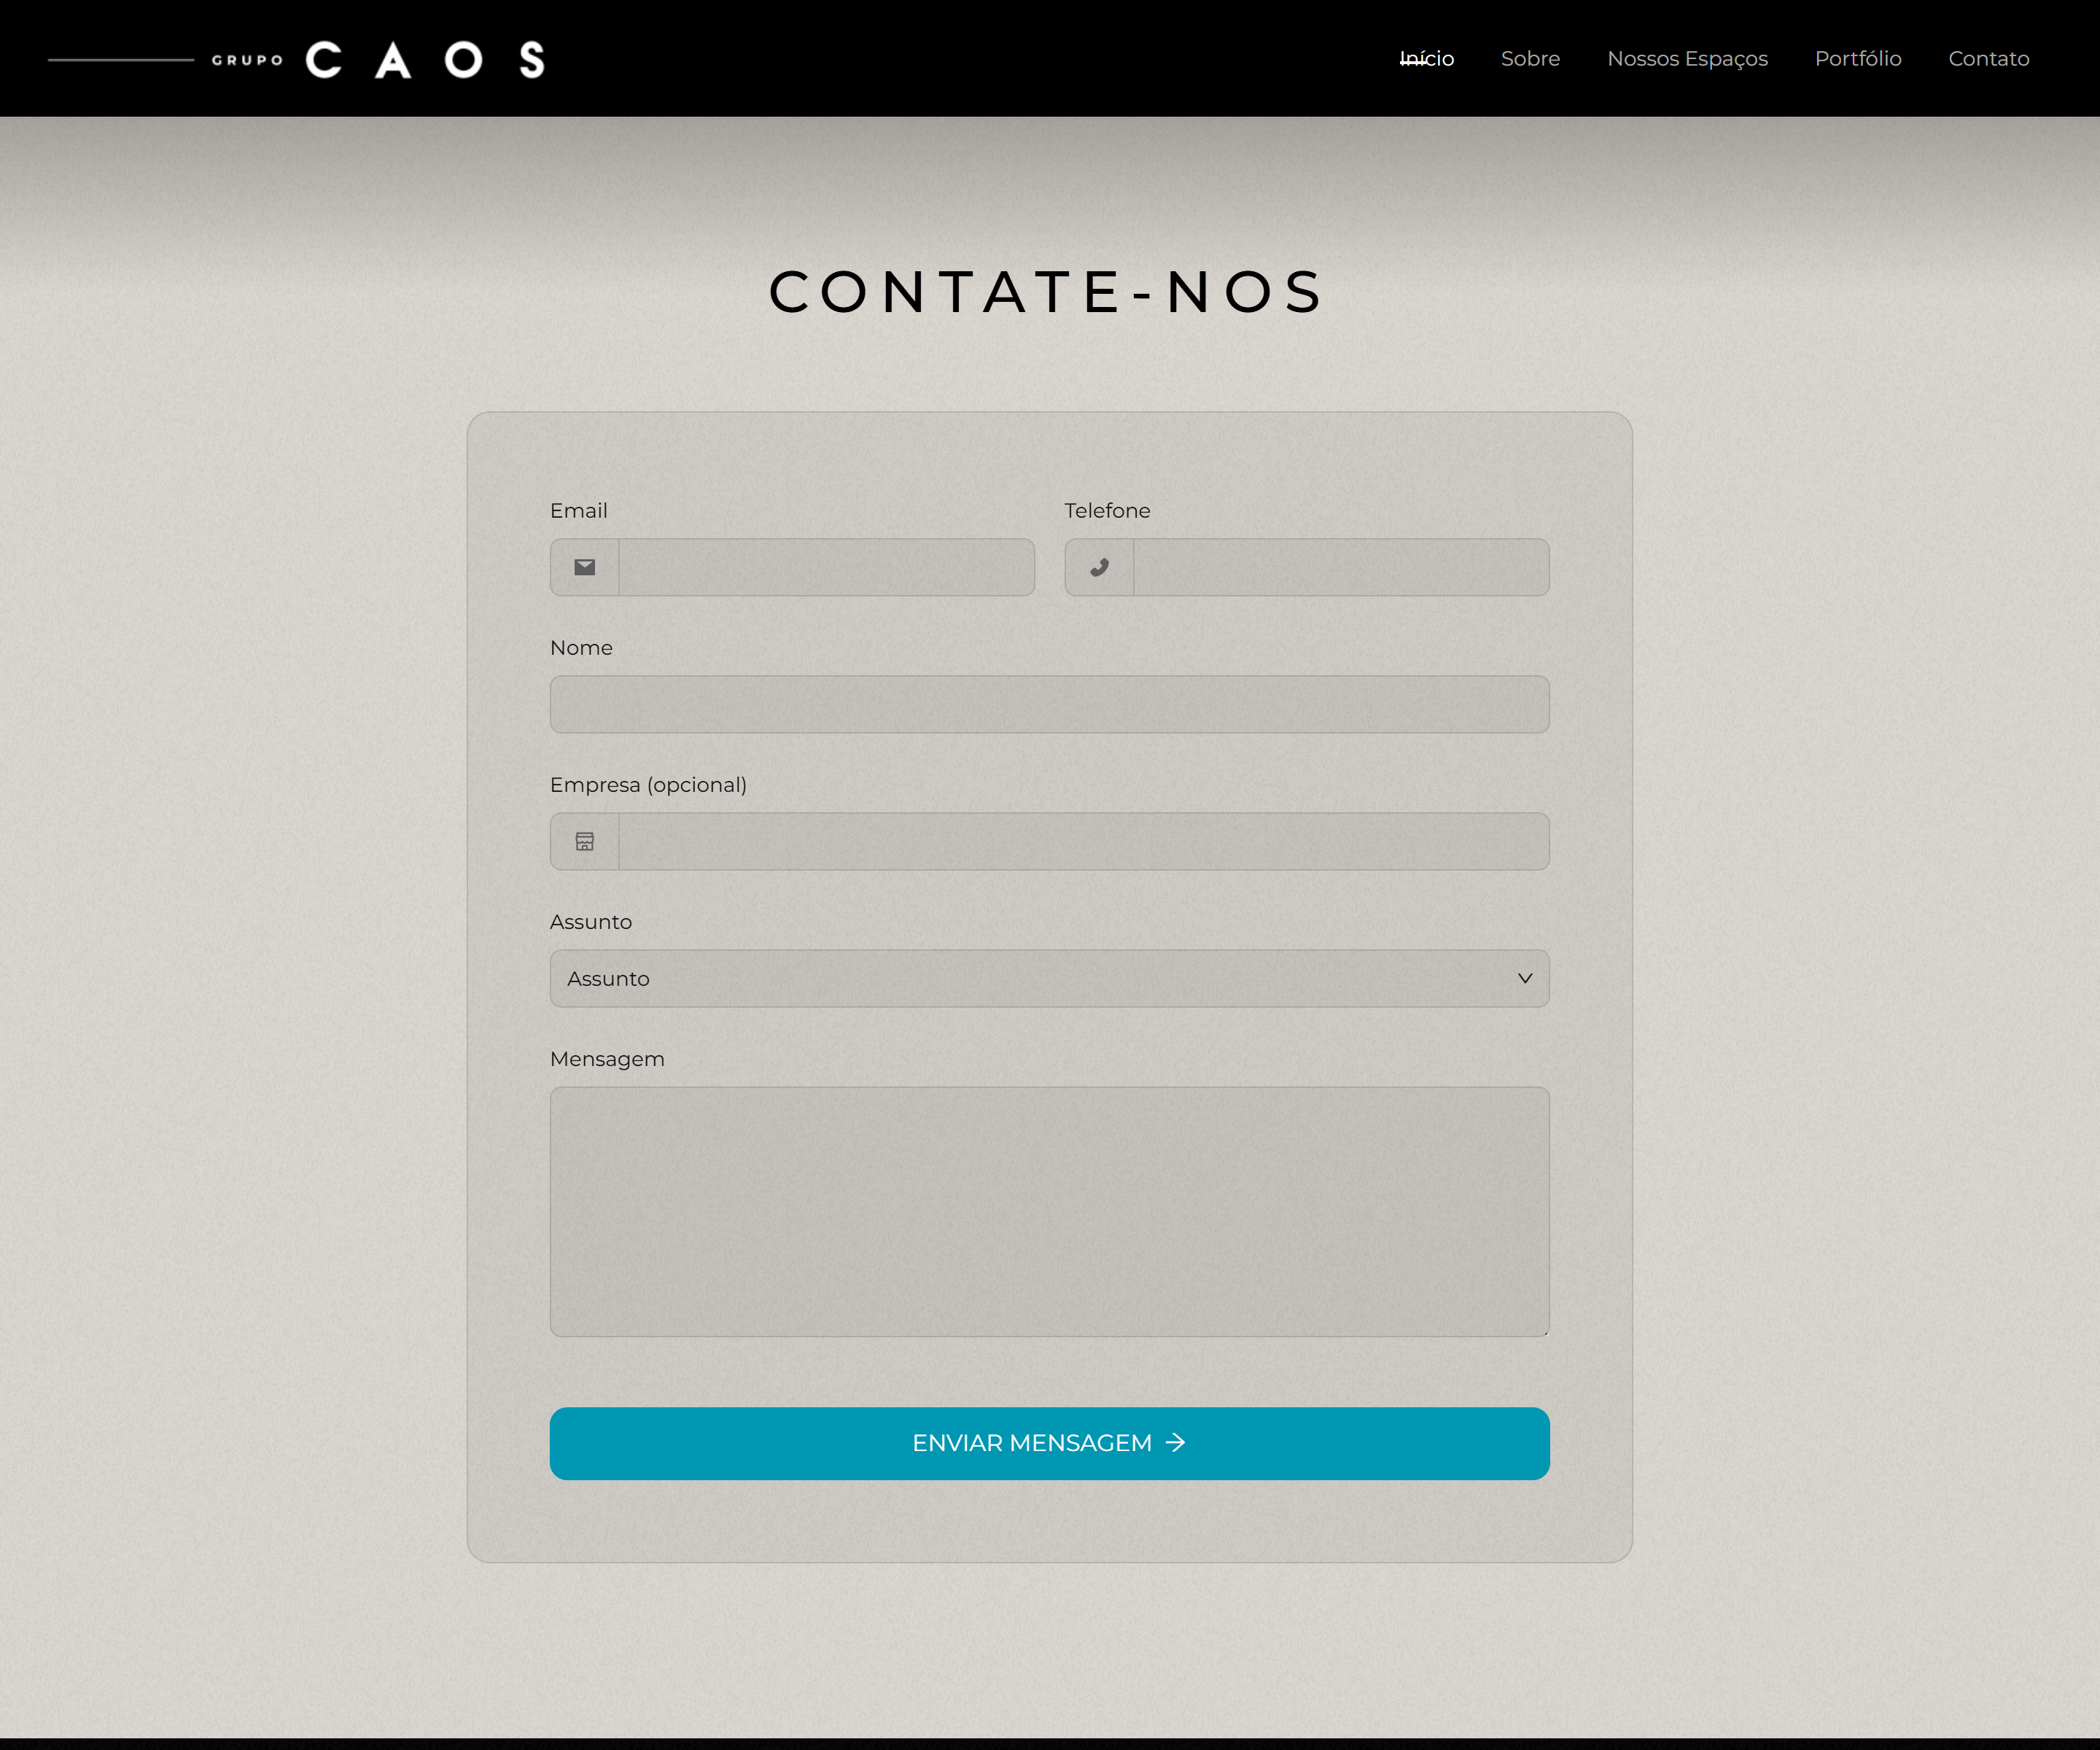 GRUPO CAOS
Início Sobre Nossos Espaços Portfólio Contato
CONTATE-NOS
Email Telefone
Nome
Empresa (opcional)
Assunto
Assunto
Mensagem
ENVIAR MENSAGEM